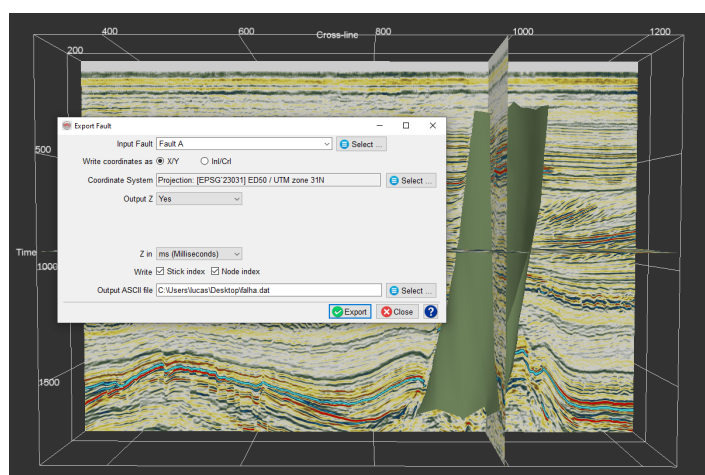 400 600 Cross-line 800 1000 1200
200
Export Fault
Input Fault Fault A Select ...
500
Write coordinates as X/Y Inl/Crl
Coordinate System Projection: [EPSG`23031] ED50 / UTM zone 31N Select ...
Output Z Yes
Time
Z in ms (Milliseconds)
1000
Write Stick index Node index
Output ASCII file C:\Users\lucas\Desktop\falha.dat Select ...
Export Close ?
1500